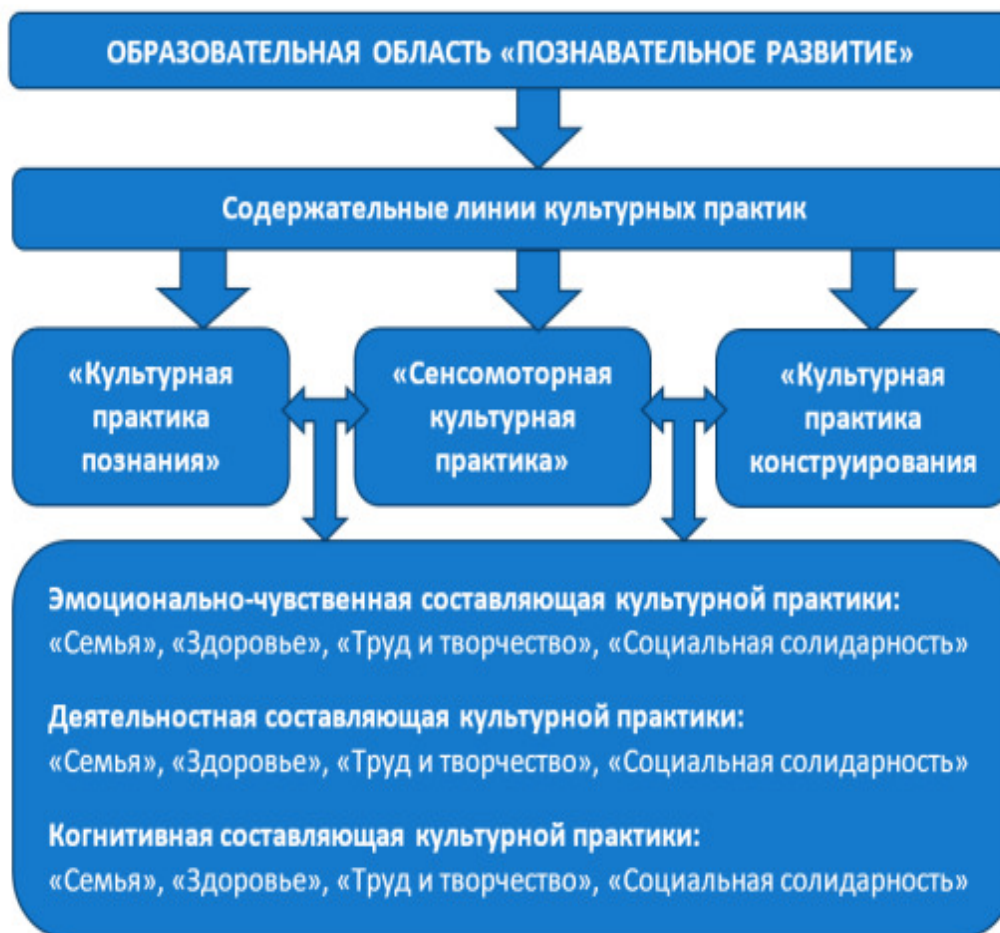 ОБРАЗОВАТЕЛЬНАЯ ОБЛАСТЬ «ПОЗНАВАТЕЛЬНОЕ РАЗВИТИЕ»
Содержательные линии культурных практик
«Культурная
практика
познания»
«Сенсомоторная
культурная
практика»
«Культурная
практика
конструирования
Эмоционально-чувственная составляющая культурной практики:
«Семья», «Здоровье», «Труд и творчество», «Социальная солидарность»
Деятельностная составляющая культурной практики:
«Семья», «Здоровье», «Труд и творчество», «Социальная солидарность»
Когнитивная составляющая культурной практики:
«Семья», «Здоровье», «Труд и творчество», «Социальная солидарность»